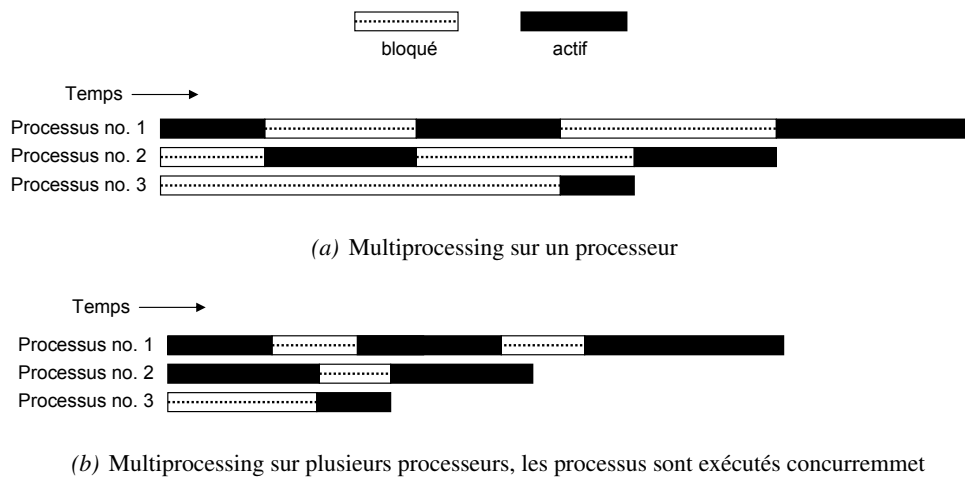 bloqué actif
Temps
Processus no. 1
Processus no. 2
Processus no. 3
(a) Multiprocessing sur un processeur
Temps
Processus no. 1
Processus no. 2
Processus no. 3
(b) Multiprocessing sur plusieurs processeurs, les processus sont exécutés concurremmet